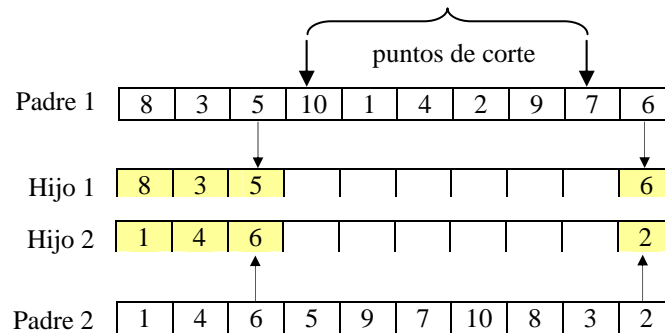 puntos de corte
Padre 1 8 3 5 10 1 4 2 9 7 6
Hijo 1 8 3 5 6
Hijo 2 1 4 6 2
Padre 2 1 4 6 5 9 7 10 8 3 2